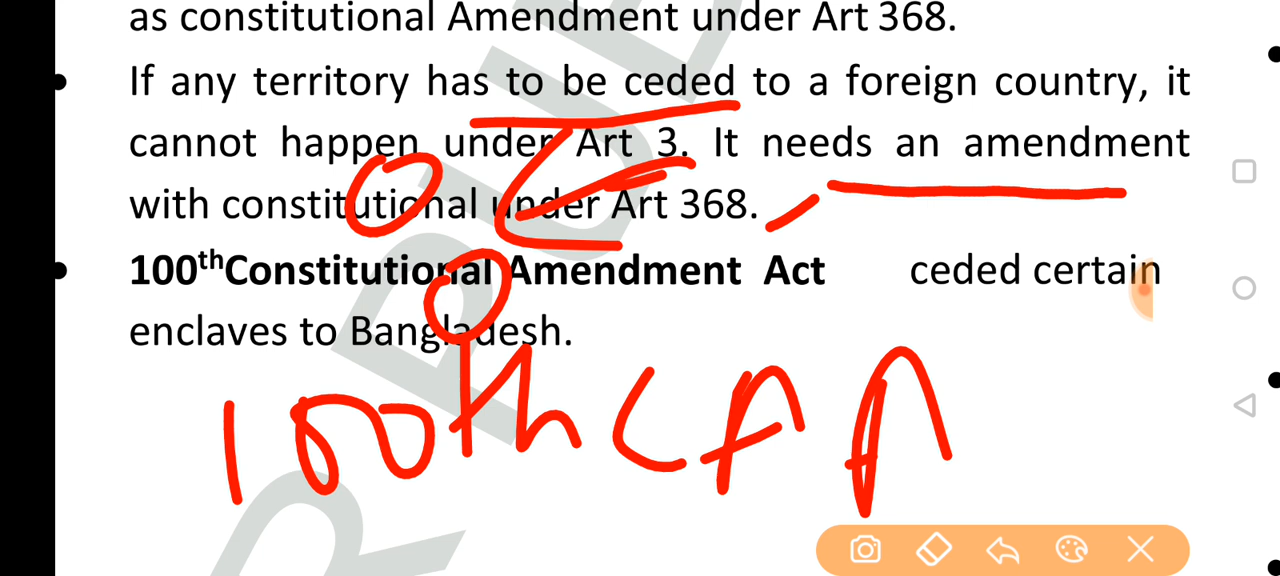 as constitutional Amendment under Art 368.
• If any territory has to be ceded to a foreign country, it
cannot happen under Art 3. It needs an amendment
with constitutional under Art 368.
• 100thConstitutional Amendment Act ceded certain
enclaves to Bangladesh.
100th CAA